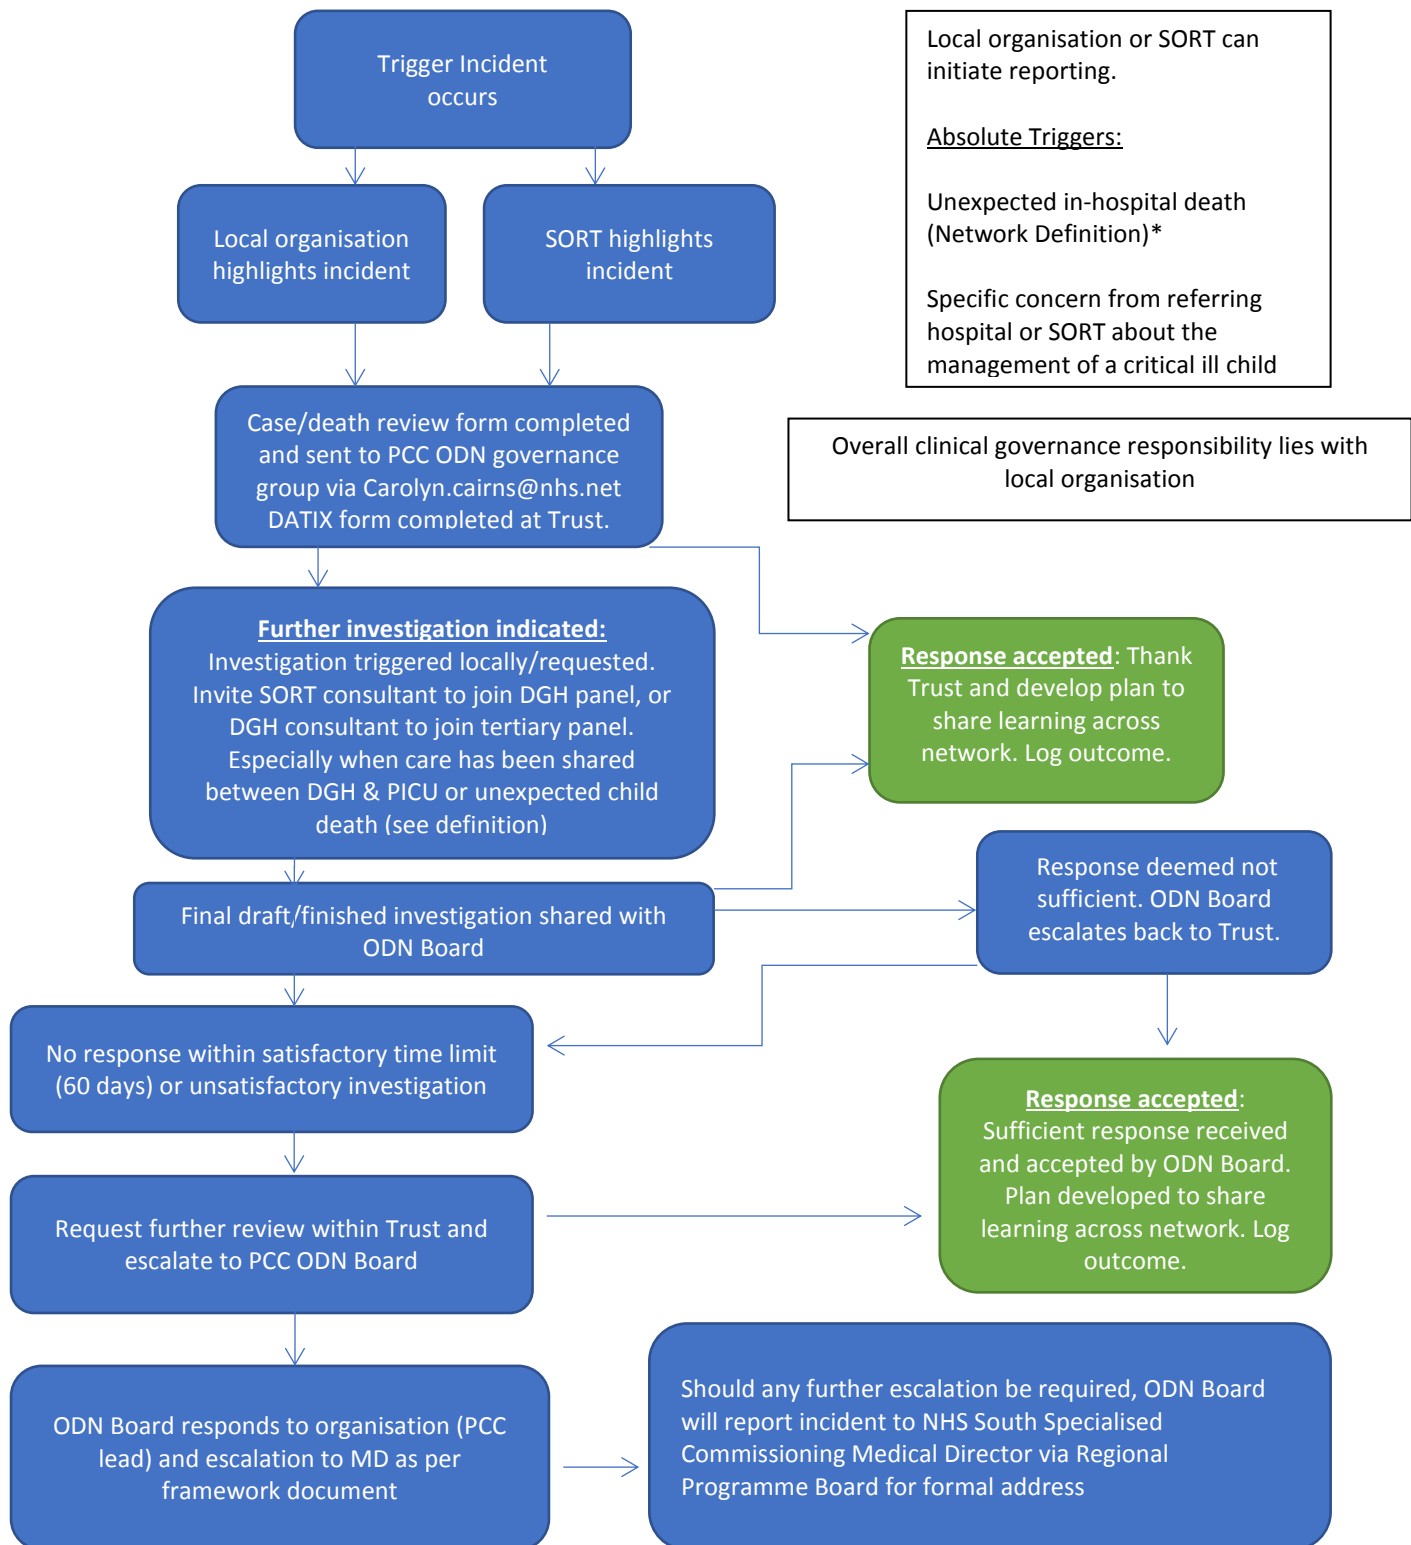 Trigger Incident
occurs
Local organisation or SORT can
initiate reporting.
Absolute Triggers:
Unexpected in-hospital death
(Network Definition)*
Specific concern from referring
hospital or SORT about the
management of a critical ill child
Local organisation
highlights incident
SORT highlights
incident
Case/death review form completed
and sent to PCC ODN governance
group via Carolyn.cairns@nhs.net
DATIX form completed at Trust.
Overall clinical governance responsibility lies with
local organisation
Further investigation indicated:
Investigation triggered locally/requested.
Invite SORT consultant to join DGH panel, or
DGH consultant to join tertiary panel.
Especially when care has been shared
between DGH & PICU or unexpected child
death (see definition)
Response accepted: Thank
Trust and develop plan to
share learning across
network. Log outcome.
Final draft/finished investigation shared with
ODN Board
Response deemed not
sufficient. ODN Board
escalates back to Trust.
No response within satisfactory time limit
(60 days) or unsatisfactory investigation
Response accepted:
Sufficient response received
and accepted by ODN Board.
Plan developed to share
learning across network. Log
outcome.
Request further review within Trust and
escalate to PCC ODN Board
ODN Board responds to organisation (PCC
lead) and escalation to MD as per
framework document
Should any further escalation be required, ODN Board
will report incident to NHS South Specialised
Commissioning Medical Director via Regional
Programme Board for formal address